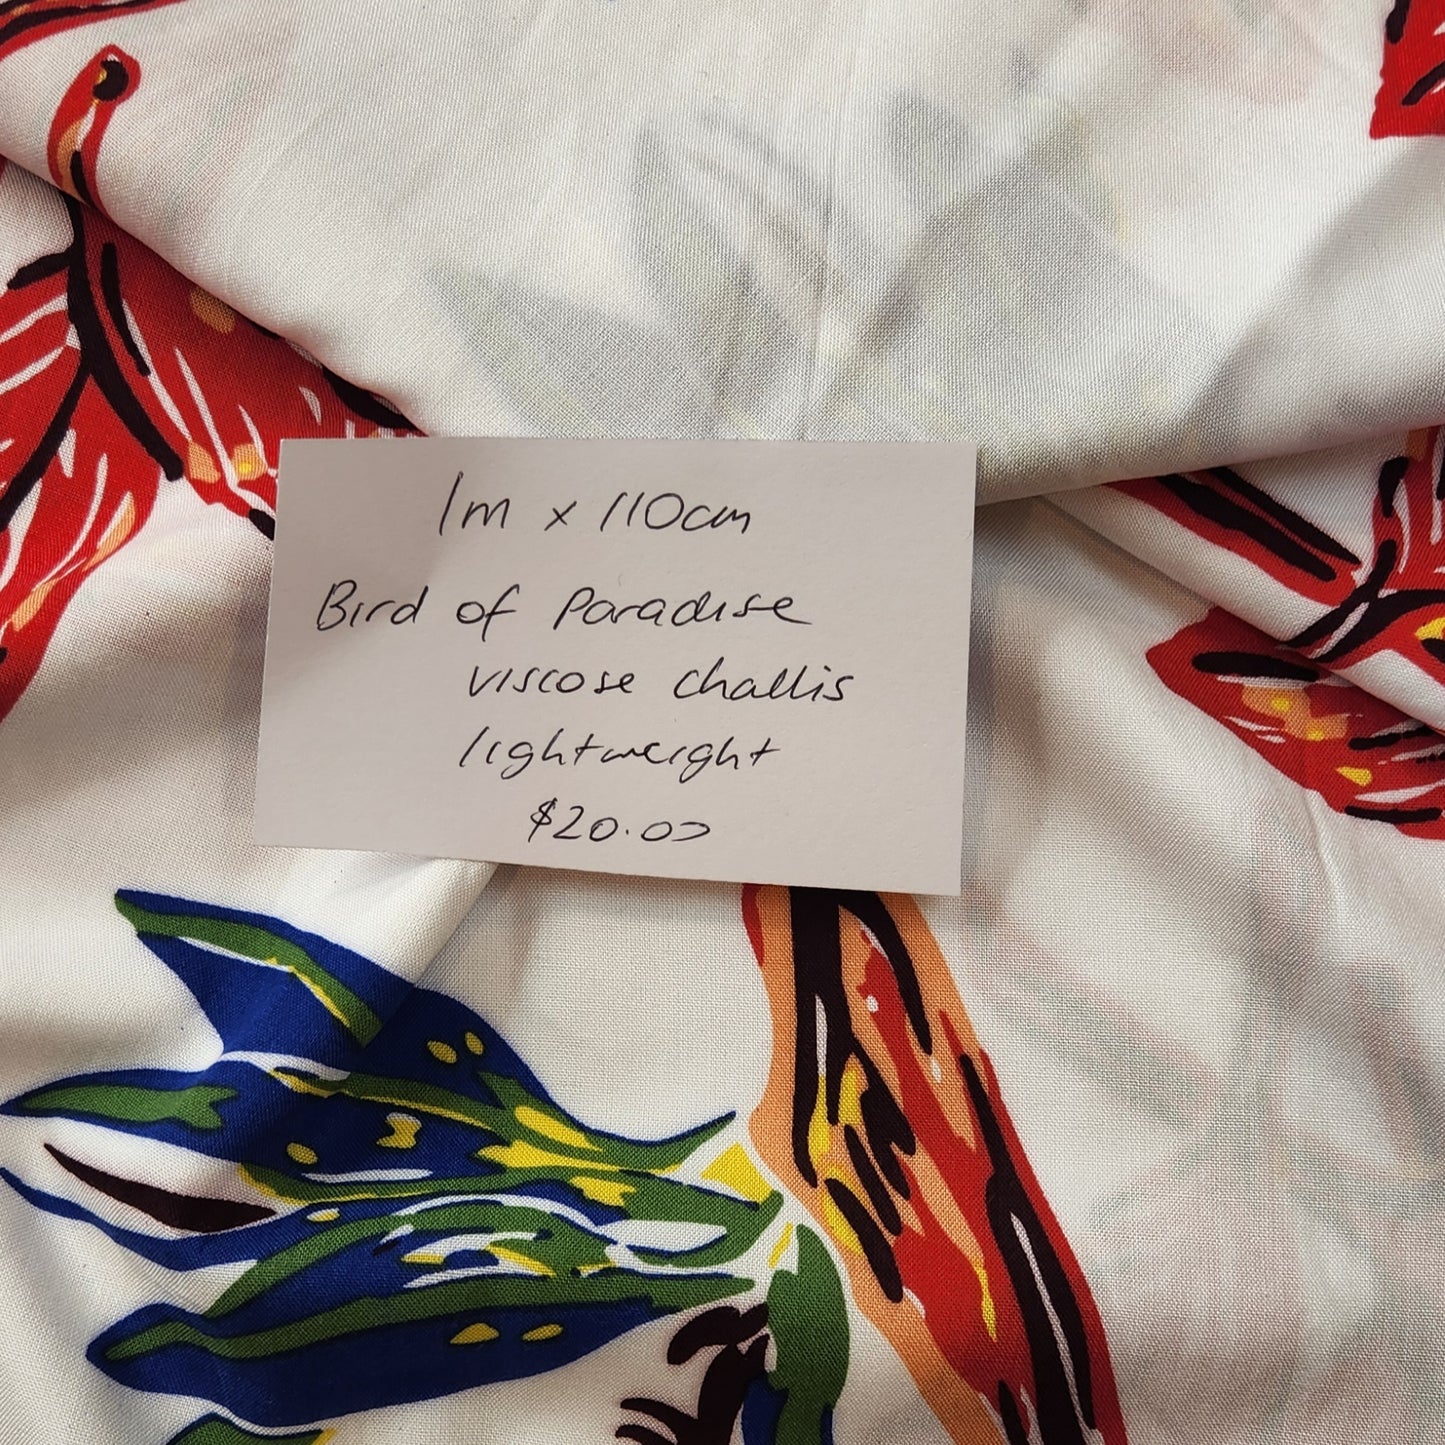 1m x 110cm
Bird of Paradise
viscose challis
lightweight
$20.00